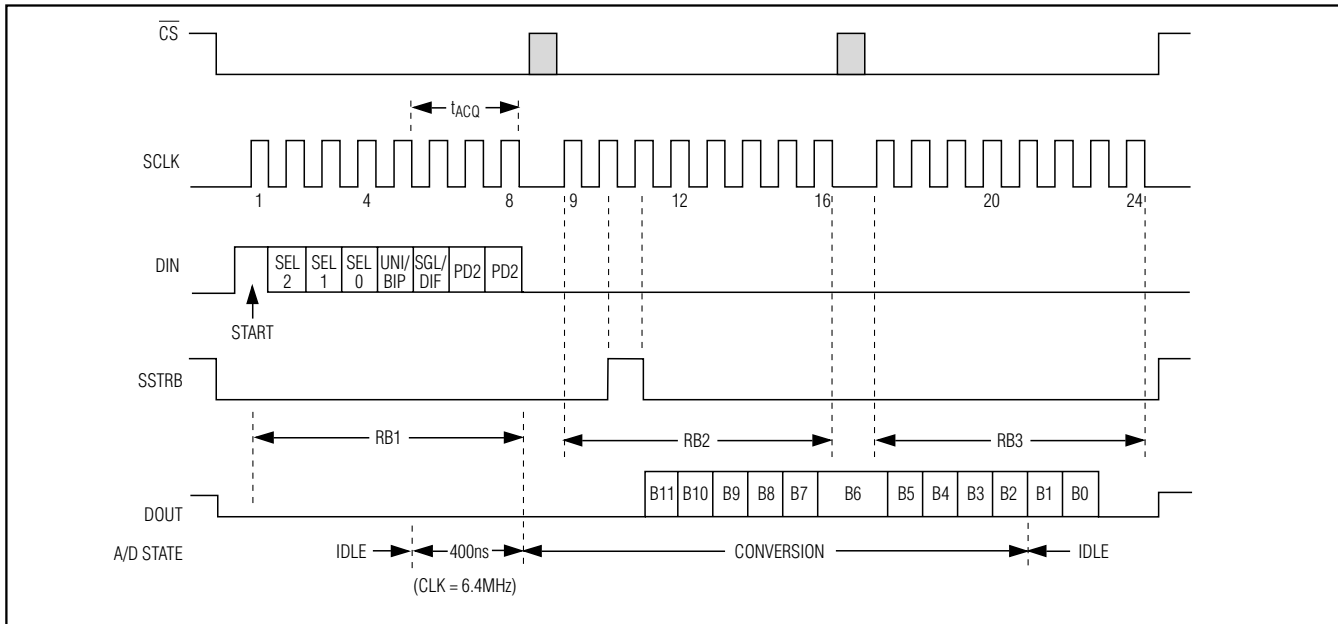 CS
tACQ
SCLK
1 4 8 9 12 16 20 24
DIN
SEL 2
SEL 1
SEL 0
UNI/ BIP
SGL/ DIF
PD2
PD2
START
SSTRB
RB1
RB2
RB3
DOUT
B11 B10 B9 B8 B7 B6 B5 B4 B3 B2 B1 B0
A/D STATE
IDLE
400ns
CONVERSION
IDLE
(CLK = 6.4MHz)